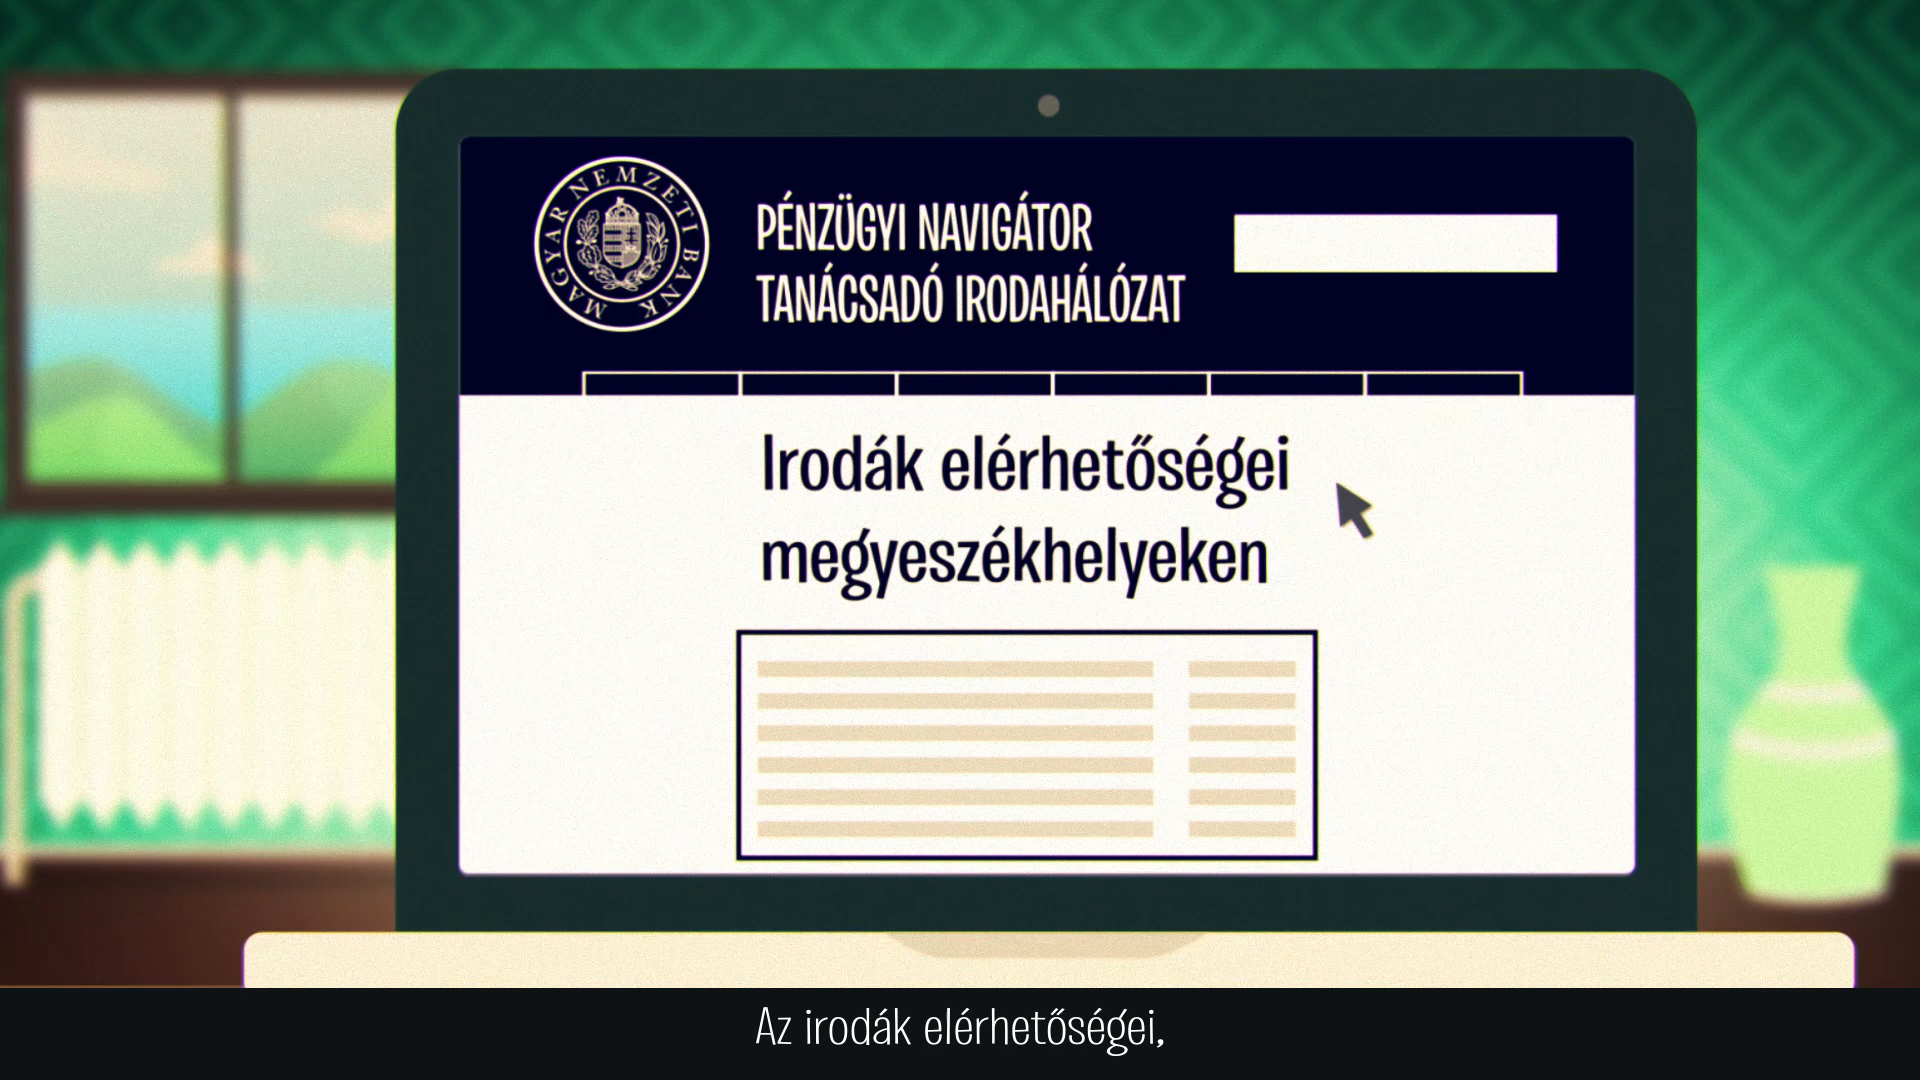 MAGYAR NEMZETI BANK
PÉNZÜGYI NAVIGÁTOR
TANÁCSADÓ IRODAHÁLÓZAT
Irodák elérhetőségei
megyeszékhelyeken
Az irodák elérhetőségei,